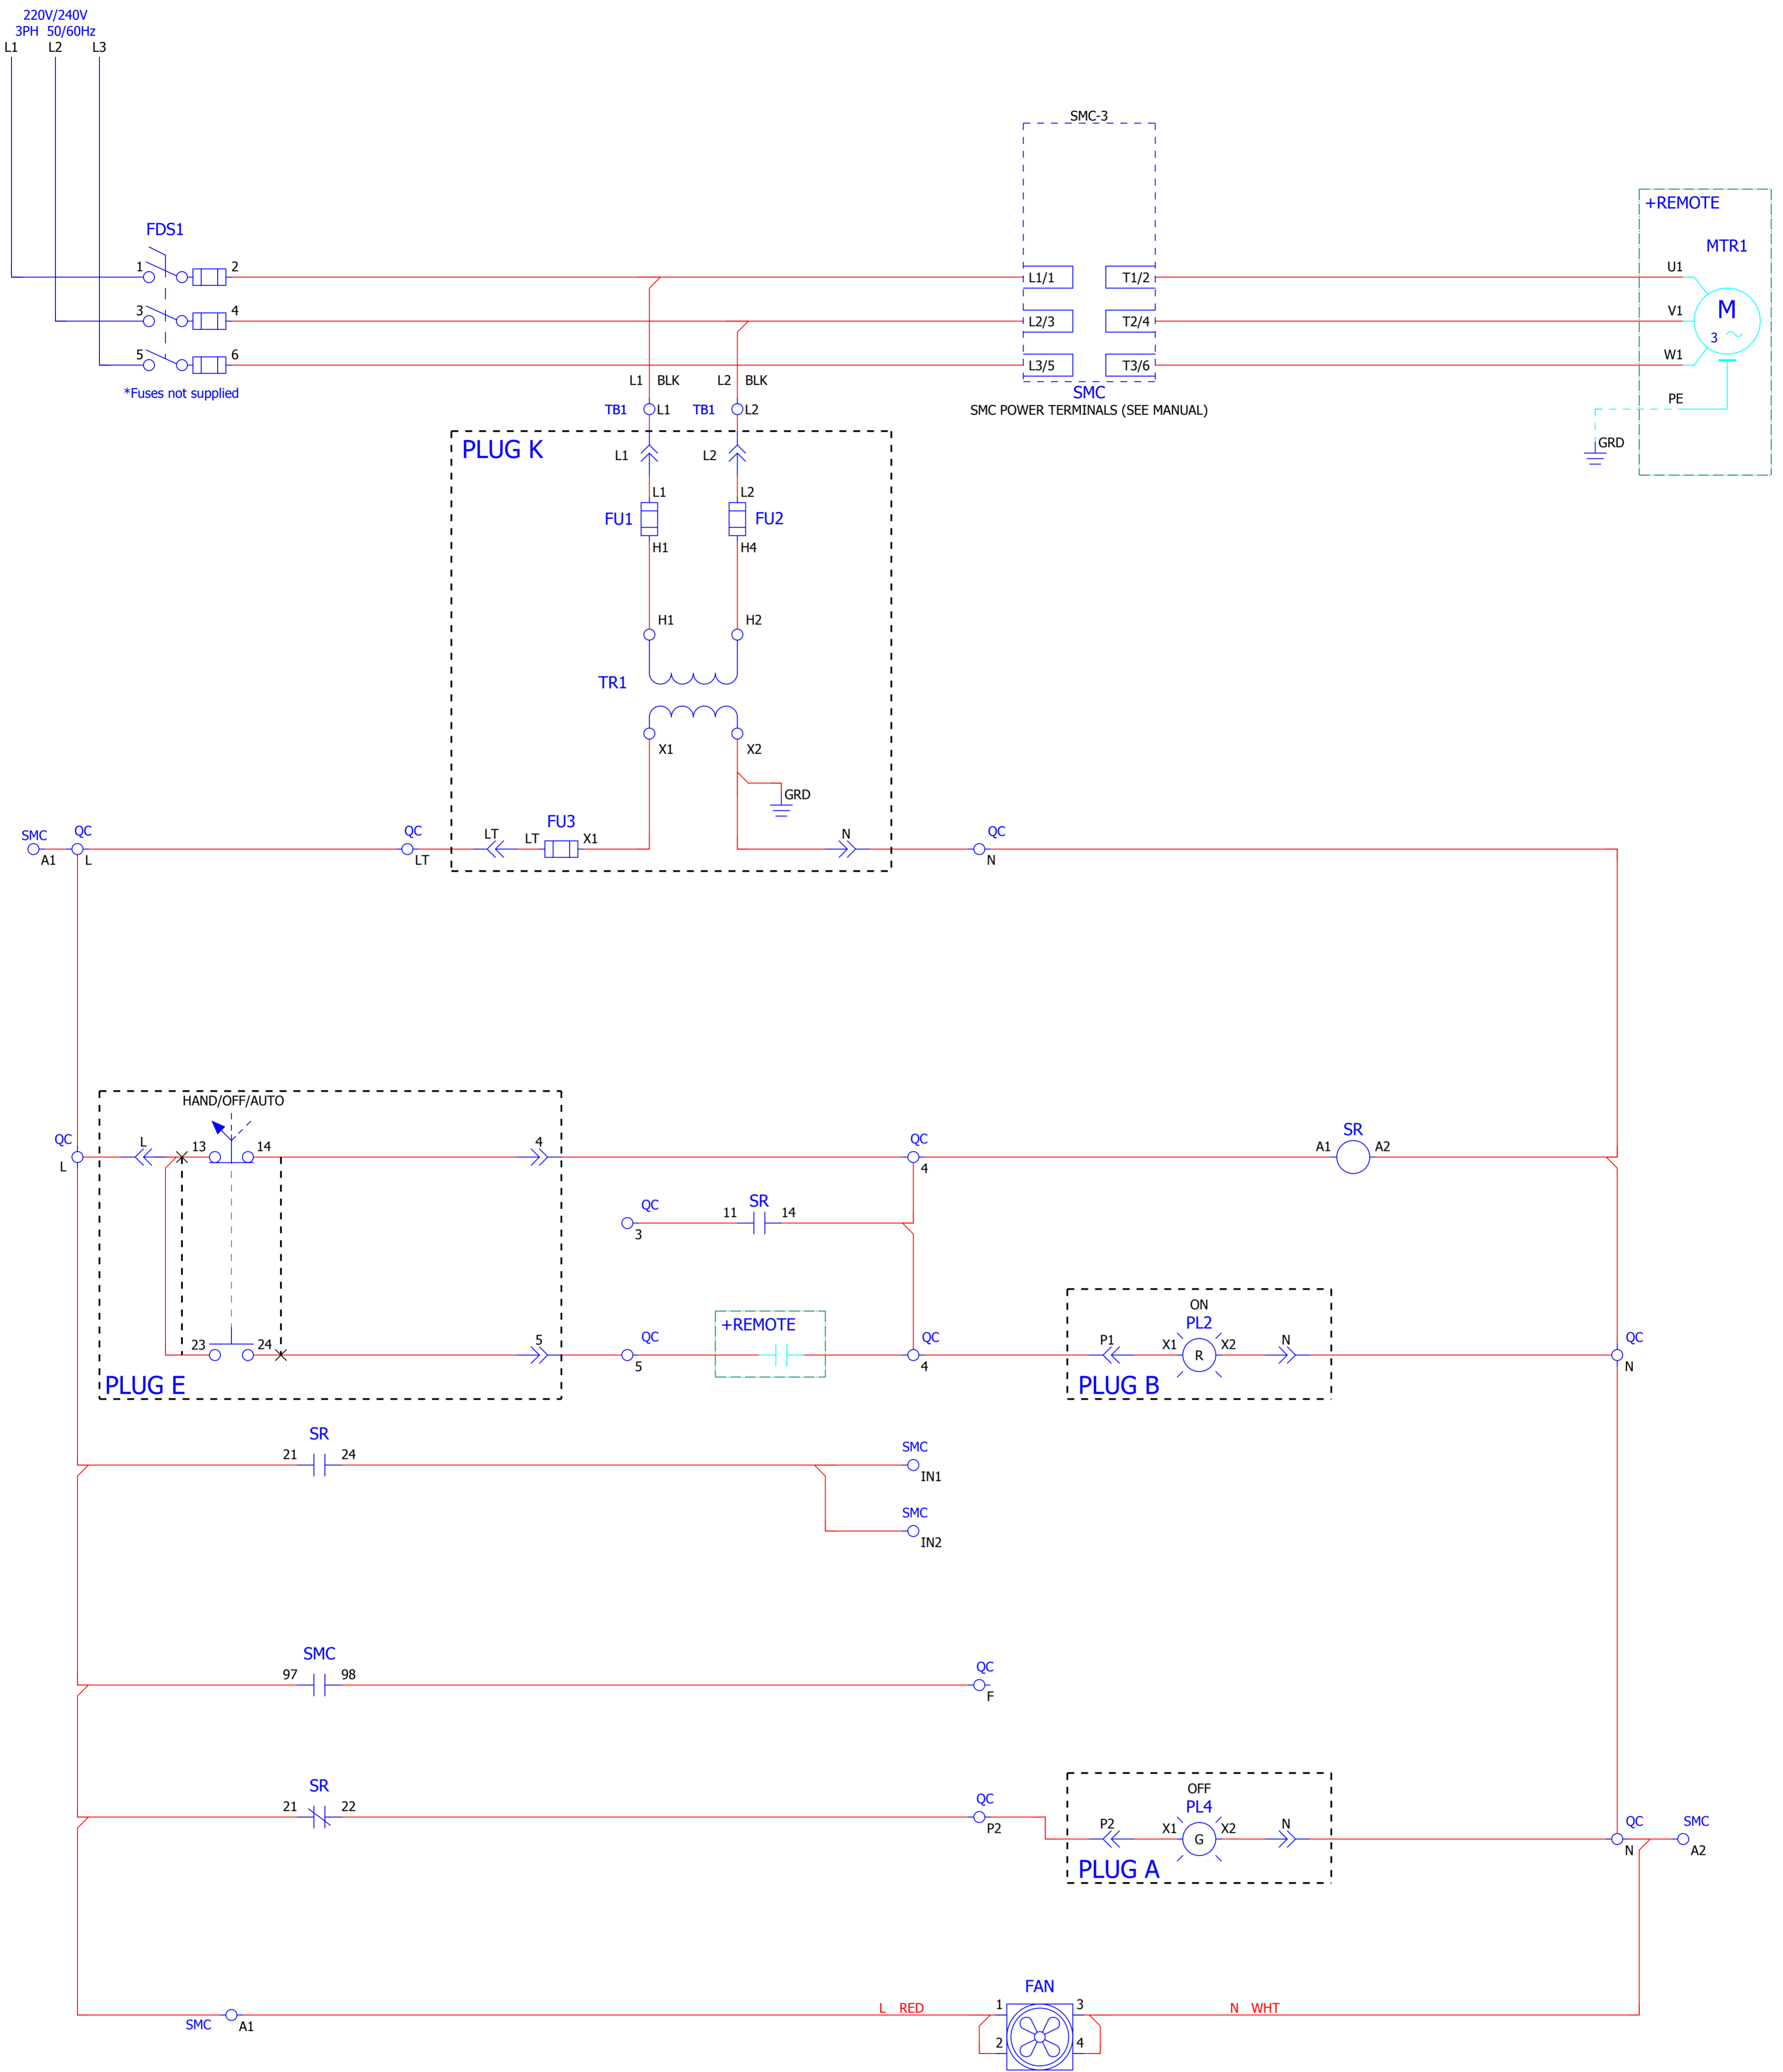 220V/240V
3PH 50/60Hz
L1 L2 L3
SMC-3
+REMOTE
FDS1
MTR1
1 2 L1/1 T1/2 U1
3 4 L2/3 T2/4 V1 M
3
5 6 L3/5 T3/6 W1
*Fuses not supplied
L1 BLK L2 BLK
SMC
PE
TB1 L1 TB1 L2
SMC POWER TERMINALS (SEE MANUAL)
GRD
PLUG K
L1 L2
L1 L2
FU1 FU2
H1 H4
H1 H2
TR1
X1 X2
GRD
FU3
SMC QC QC LT LT X1 N QC
A1 L LT N
HAND/OFF/AUTO
QC L 13 14 4 QC SR
A1 A2
L 4
QC SR
11 14
3
ON
+REMOTE PL2
23 24 5 QC QC P1 X1 R X2 N QC
5 4 N
PLUG E PLUG B
SR SMC
21 24
IN1
SMC
IN2
SMC QC
97 98
F
SR OFF
21 22 QC PL4
P2 P2 X1 G X2 N QC SMC
N A2
PLUG A
FAN
L RED 1 3 N WHT
SMC A1
2 4